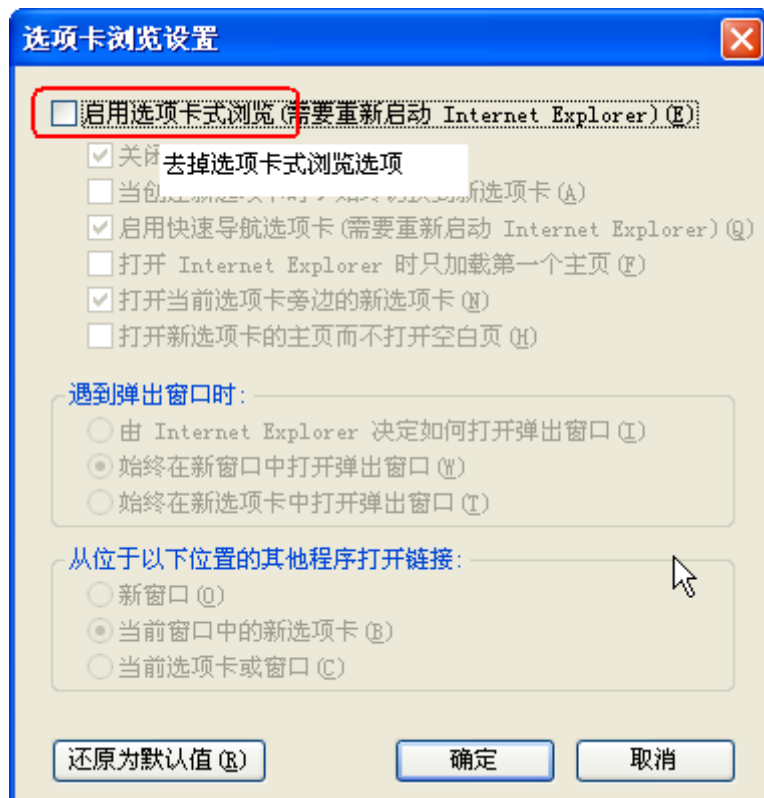 选项卡浏览设置
启用选项卡式浏览(需要重新启动 Internet Explorer)(E)
关闭
去掉选项卡式浏览选项
新选项卡(A)
启用快速导航选项卡(需要重新启动 Internet Explorer)(Q)
打开 Internet Explorer 时只加载第一个主页(F)
打开当前选项卡旁边的新选项卡(N)
打开新选项卡的主页而不打开空白页(H)
遇到弹出窗口时:
由 Internet Explorer 决定如何打开弹出窗口(I)
始终在新窗口中打开弹出窗口(W)
始终在新选项卡中打开弹出窗口(T)
从位于以下位置的其他程序打开链接:
新窗口(O)
当前窗口中的新选项卡(B)
当前选项卡或窗口(C)
还原为默认值(R)
确定
取消